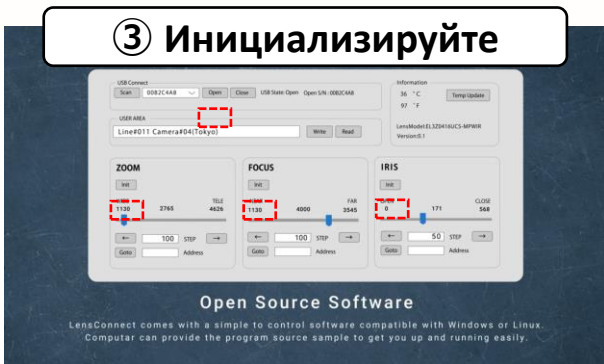 ③ Инициализируйте
USB Connect
Scan 00B2C4A8 Open Close USB State: Open Open S/N : 00B2C4A8
Information
36 °C
97 °F
Temp Update
USER AREA
Line#011 Camera#04(Tokyo) Write Read
LensModel:EL3Z0H416UCS-MPWIR
Version:0.1
ZOOM
Init
TELE
1130 2765 4626
← 100 STEP →
Goto Address
FOCUS
Init
FAR
1130 4000 3545
← 100 STEP →
Goto Address
IRIS
Init
CLOSE
0 171 568
← 50 STEP →
Goto Address
Open Source Software
LensConnect comes with a simple to control software compatible with Windows or Linux.
Computar can provide the program source sample to get you up and running easily.